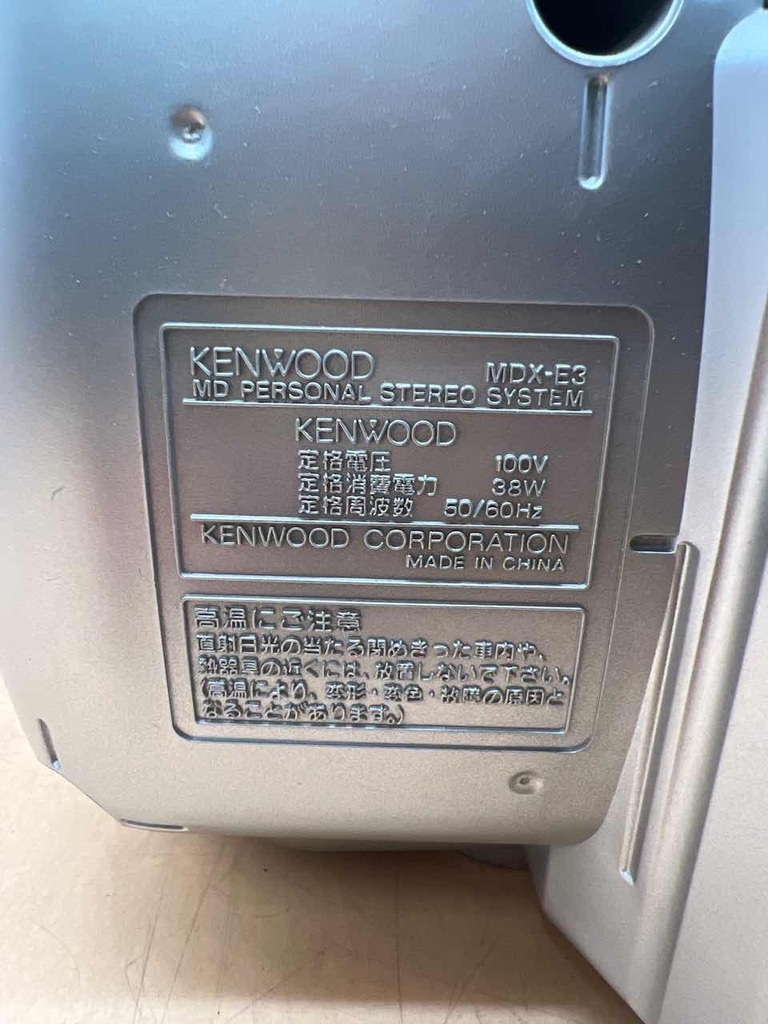 KENWOOD MDX-E3
MD PERSONAL STEREO SYSTEM
KENWOOD
定格電圧 100V
定格消費電力 38W
定格周波数 50/60Hz
KENWOOD CORPORATION
MADE IN CHINA
高温にご注意
直射日光の当たる閉めきった車内や、
熱器具の近くには、放置しないで下さい。
(高温により、変形・変色・故障の原因と
なることがあります。)